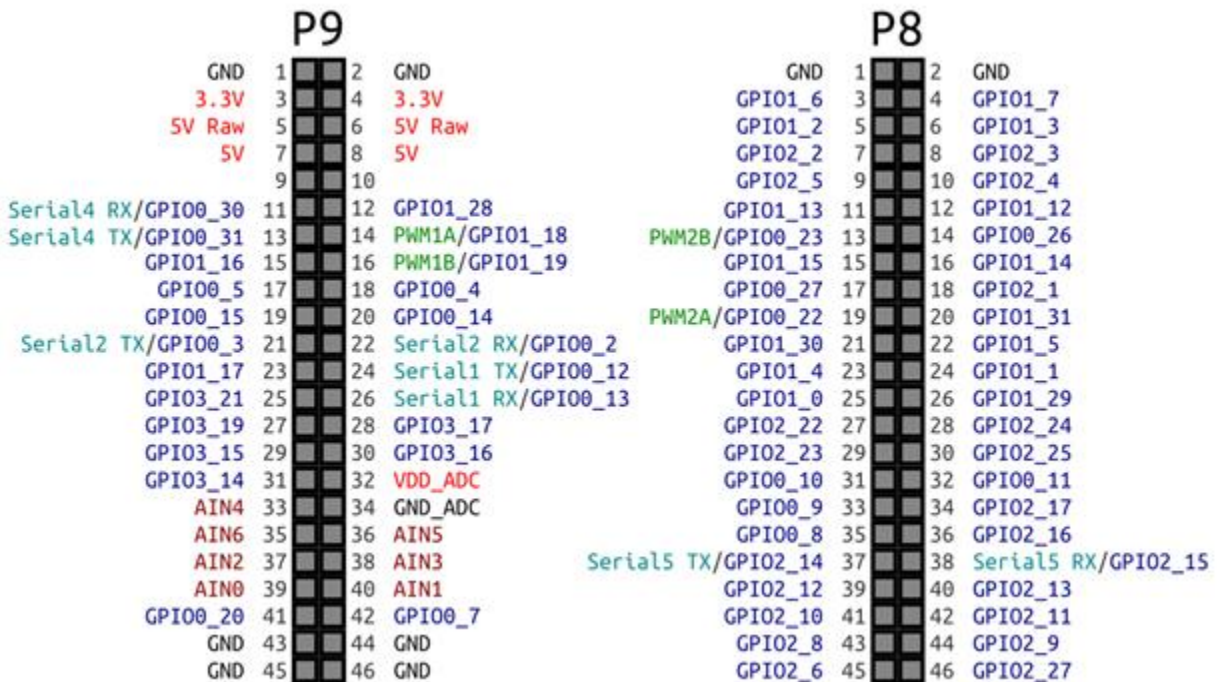 P9 P8
GND 1 2 GND GND 1 2 GND
3.3V 3 4 3.3V GPIO1_6 3 4 GPIO1_7
5V Raw 5 6 5V Raw GPIO1_2 5 6 GPIO1_3
5V 7 8 5V GPIO2_2 7 8 GPIO2_3
9 10 GPIO2_5 9 10 GPIO2_4
Serial4 RX/GPIO0_30 11 12 GPIO1_28 GPIO1_13 11 12 GPIO1_12
Serial4 TX/GPIO0_31 13 14 PWM1A/GPIO1_18 PWM2B/GPIO0_23 13 14 GPIO0_26
GPIO1_16 15 16 PWM1B/GPIO1_19 GPIO1_15 15 16 GPIO1_14
GPIO0_5 17 18 GPIO0_4 GPIO0_27 17 18 GPIO2_1
GPIO0_15 19 20 GPIO0_14 PWM2A/GPIO0_22 19 20 GPIO1_31
Serial2 TX/GPIO0_3 21 22 Serial2 RX/GPIO0_2 GPIO1_30 21 22 GPIO1_5
GPIO1_17 23 24 Serial1 TX/GPIO0_12 GPIO1_4 23 24 GPIO1_1
GPIO3_21 25 26 Serial1 RX/GPIO0_13 GPIO1_0 25 26 GPIO1_29
GPIO3_19 27 28 GPIO3_17 GPIO2_22 27 28 GPIO2_24
GPIO3_15 29 30 GPIO3_16 GPIO2_23 29 30 GPIO2_25
GPIO3_14 31 32 VDD_ADC GPIO0_10 31 32 GPIO0_11
AIN4 33 34 GND_ADC GPIO0_9 33 34 GPIO2_17
AIN6 35 36 AIN5 GPIO0_8 35 36 GPIO2_16
AIN2 37 38 AIN3 Serial5 TX/GPIO2_14 37 38 Serial5 RX/GPIO2_15
AIN0 39 40 AIN1 GPIO2_12 39 40 GPIO2_13
GPIO0_20 41 42 GPIO0_7 GPIO2_10 41 42 GPIO2_11
GND 43 44 GND GPIO2_8 43 44 GPIO2_9
GND 45 46 GND GPIO2_6 45 46 GPIO2_27